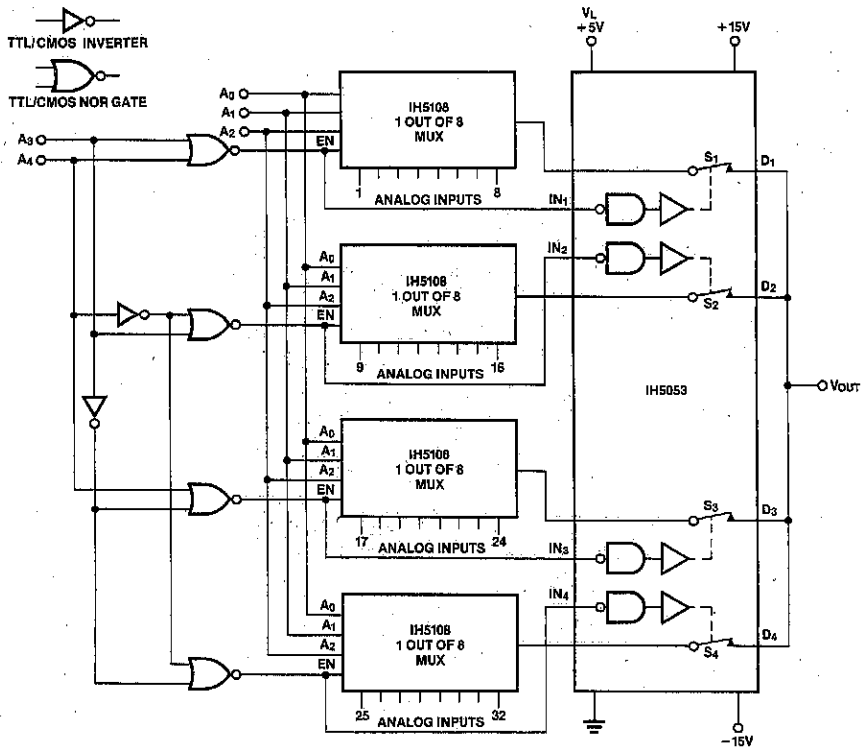 TTL/CMOS INVERTER
TTL/CMOS NOR GATE
A3
A4
A0
A1
A2
EN
IH5108
1 OUT OF 8
MUX
1
8
ANALOG INPUTS
A0
A1
A2
EN
IH5108
1 OUT OF 8
MUX
9
16
ANALOG INPUTS
A0
A1
A2
EN
IH5108
1 OUT OF 8
MUX
17
24
ANALOG INPUTS
A0
A1
A2
EN
IH5108
1 OUT OF 8
MUX
25
32
ANALOG INPUTS
VL
+5V
+15V
S1
D1
IN1
IN2
S2
D2
IH5053
VOUT
S3
D3
IN3
IN4
S4
D4
-15V